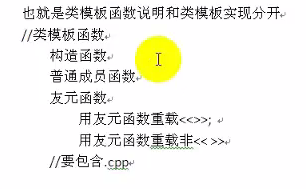 也就是类模板函数说明和类模板实现分开
//类模板函数
构造函数
普通成员函数
友元函数
用友元函数重载<<>>;
用友元函数重载非<< >>
//要包含.cpp